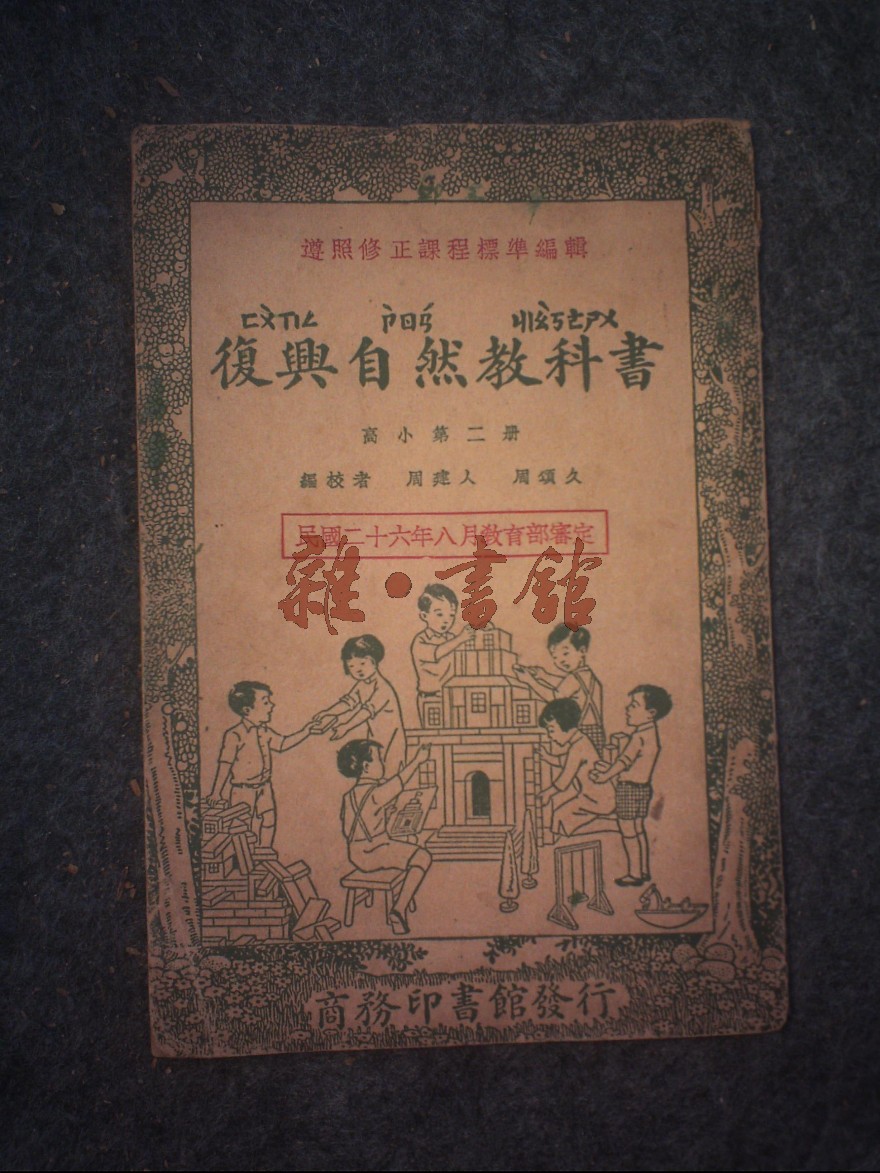 遵照修正課程標準編輯
ㄈㄨˋㄒㄧㄥ ㄗˋㄖㄢˊ ㄐㄧㄠˋㄎㄜㄕㄨ
復興自然教科書
高小第二册
編校者 周建人 周頌久
民國二十六年八月教育部審定
雜·書館
商務印書館發行